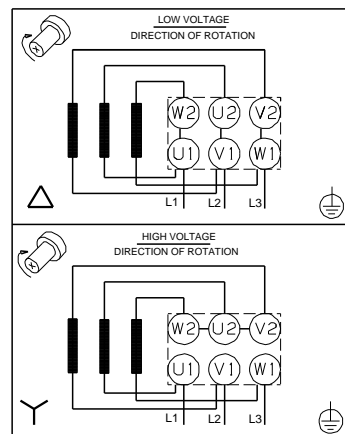 LOW VOLTAGE
DIRECTION OF ROTATION
W2 U2 V2
U1 V1 W1
L1 L2 L3
HIGH VOLTAGE
DIRECTION OF ROTATION
W2 U2 V2
U1 V1 W1
L1 L2 L3